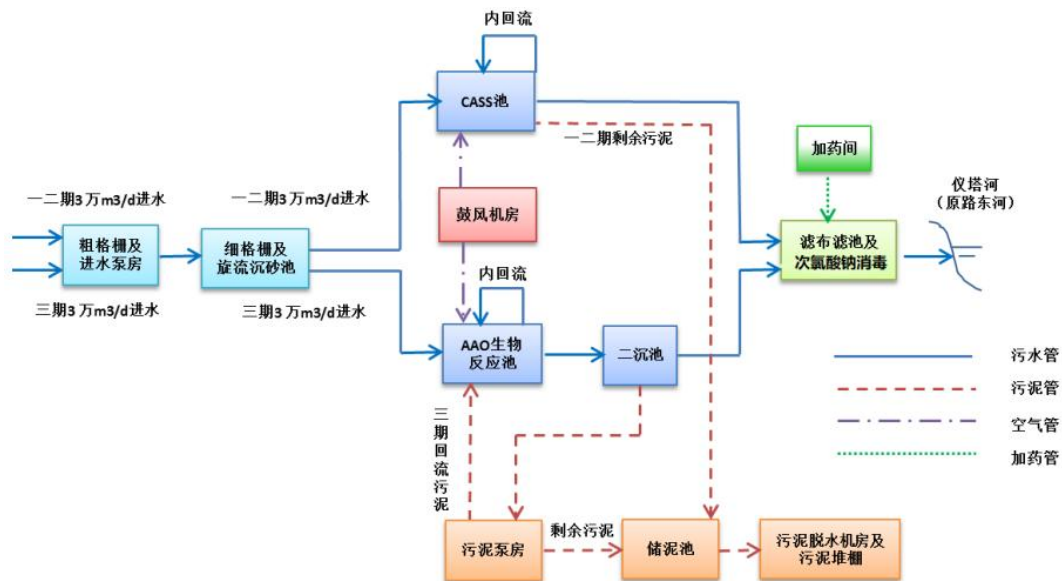 内回流
CASS池
一二期剩余污泥
加药间
一二期3万m3/d进水
一二期3万m3/d进水
鼓风机房
仪塔河
（原路东河）
粗格栅及
进水泵房
细格栅及
旋流沉砂池
滤布滤池及
次氯酸钠消毒
内回流
三期3万m3/d进水
三期3万m3/d进水
AAO生物
反应池
二沉池
污水管
污泥管
空气管
加药管
三期回流污泥
污泥泵房
剩余污泥
储泥池
污泥脱水机房及
污泥堆棚